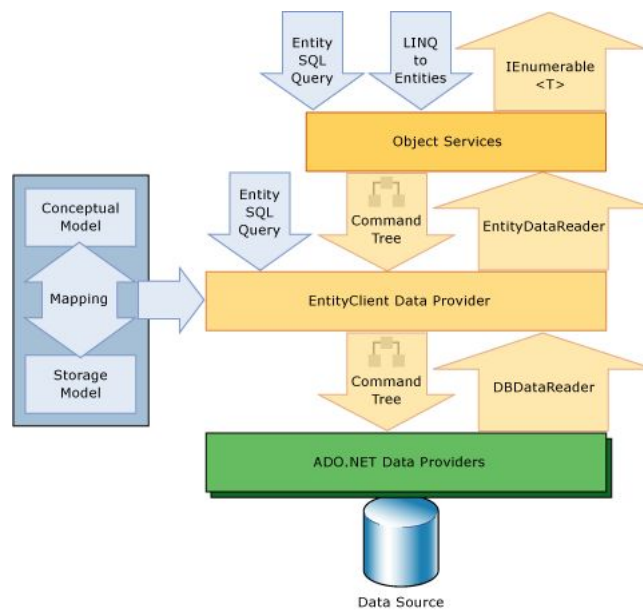 Entity
SQL
Query
LINQ
to
Entities
IEnumerable
<T>
Object Services
Conceptual
Model
Mapping
Storage
Model
Entity
SQL
Query
Command
Tree
EntityDataReader
EntityClient Data Provider
Command
Tree
DBDataReader
ADO.NET Data Providers
Data Source